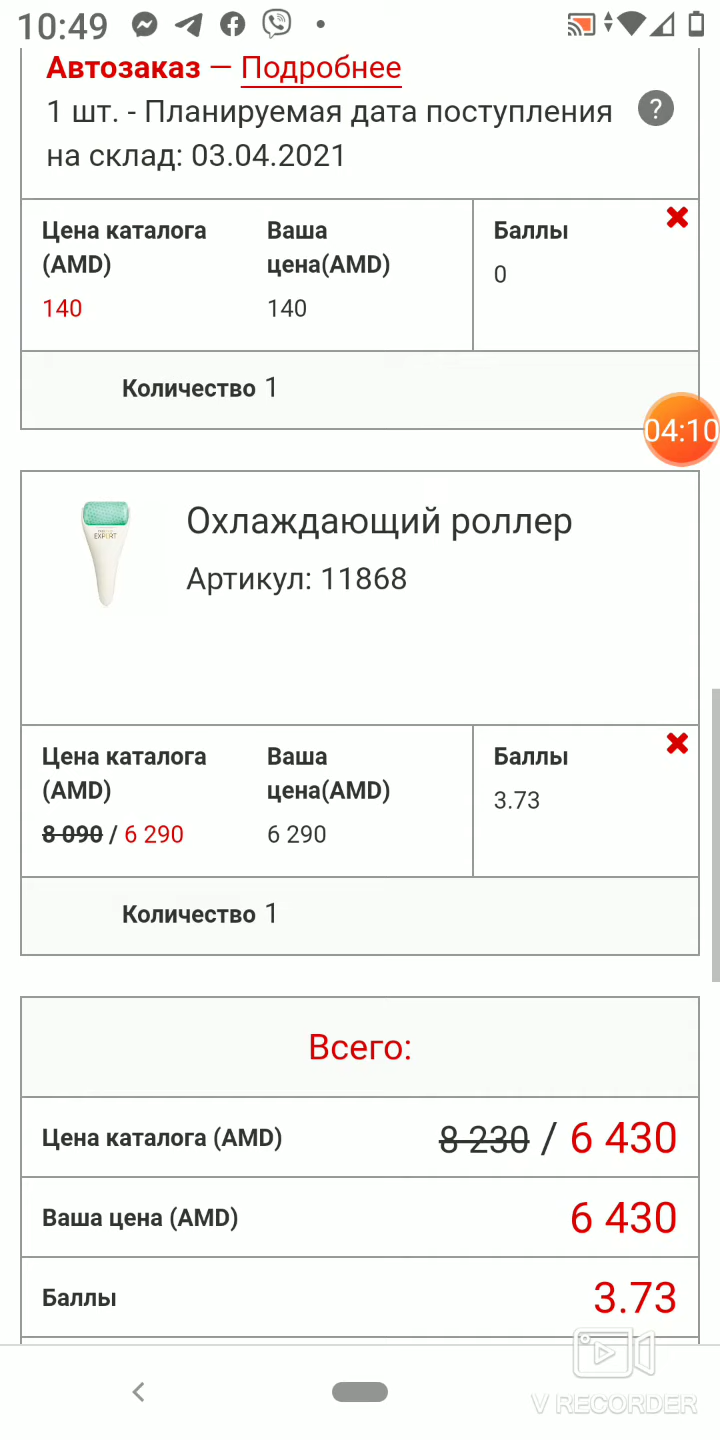 10:49
Автозаказ — Подробнее
1 шт. - Планируемая дата поступления
на склад: 03.04.2021
?
Цена каталога
(AMD)
140
Ваша
цена(AMD)
140
Баллы
0
Количество 1
04:10
EXPERT
Охлаждающий роллер
Артикул: 11868
Цена каталога
(AMD)
8 090 / 6 290
Ваша
цена(AMD)
6 290
Баллы
3.73
Количество 1
Всего:
Цена каталога (AMD) 8 230 / 6 430
Ваша цена (AMD) 6 430
Баллы 3.73
V RECORDER